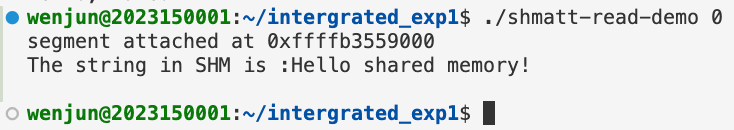 wenjun@2023150001:~/intergrated_exp1$ ./shmatt-read-demo 0
segment attached at 0xffffb3559000
The string in SHM is :Hello shared memory!
wenjun@2023150001:~/intergrated_exp1$